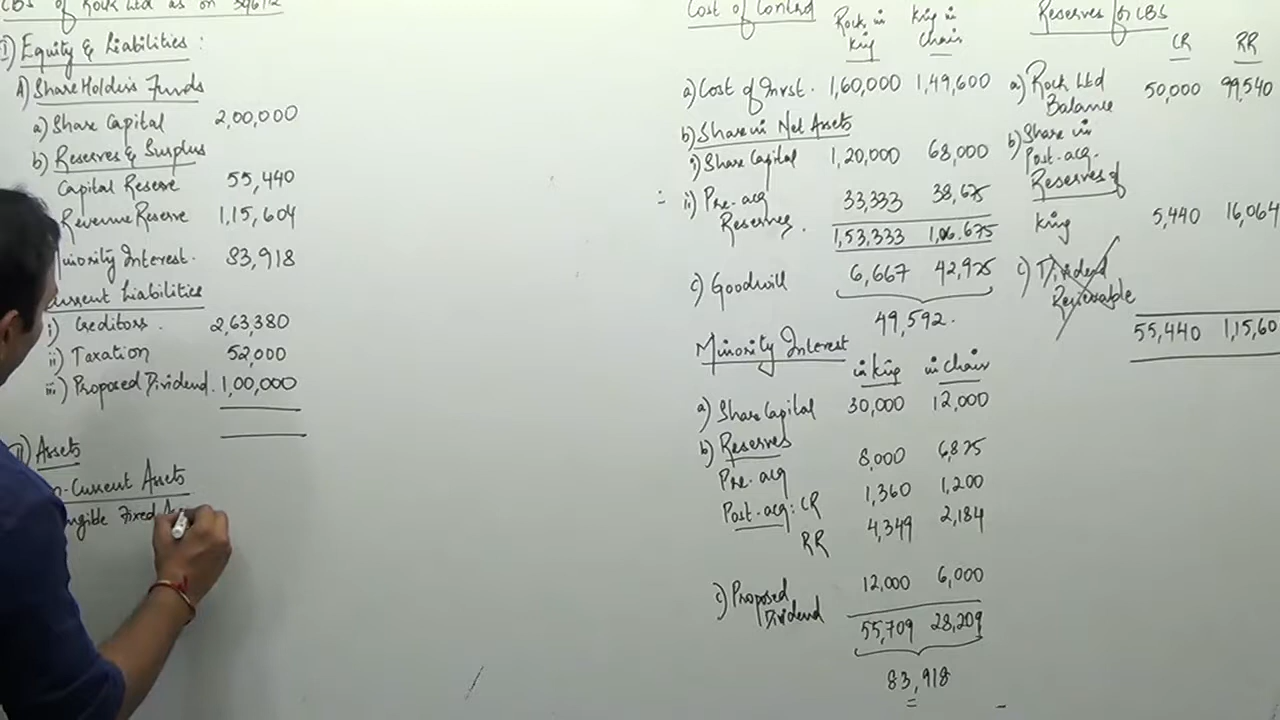 CBS of Rock Ltd as on
I) Equity & Liabilities :
A) ShareHolders Funds
a) Share Capital 2,00,000
b) Reserves & Surplus
Capital Reserve 55,440
Revenue Reserve 1,15,604
Minority Interest. 83,918
Current Liabilities
i) Creditors. 2,63,380
ii) Taxation 52,000
iii) Proposed Dividend. 1,00,000
II) Assets
n-Current Assets
ngible Fixed
Cost of Control
Rock in King
King in Chair
a) Cost of Invst. 1,60,000 1,49,600
b) Share in Net Assets
i) Share Capital 1,20,000 68,000
ii) Pre-acq 33,333 38,675
Reserves.
1,53,333 1,06,675
c) Goodwill 6,667 42,925
49,592.
Minority Interest
in King in Chair
a) Share Capital 30,000 12,000
b) Reserves
Pre-acq 8,000 6,825
Post-acq: CR 1,360 1,200
RR 4,349 2,184
c) Proposed 12,000 6,000
Dividend
55,709 28,209
83,918
Reserves for CBS
CR RR
a) Rock Ltd 50,000 99,540
Balance
b) Share in
Post-acq.
Reserves of
King 5,440 16,064
c) Dividend
Receivable
55,440 1,15,60